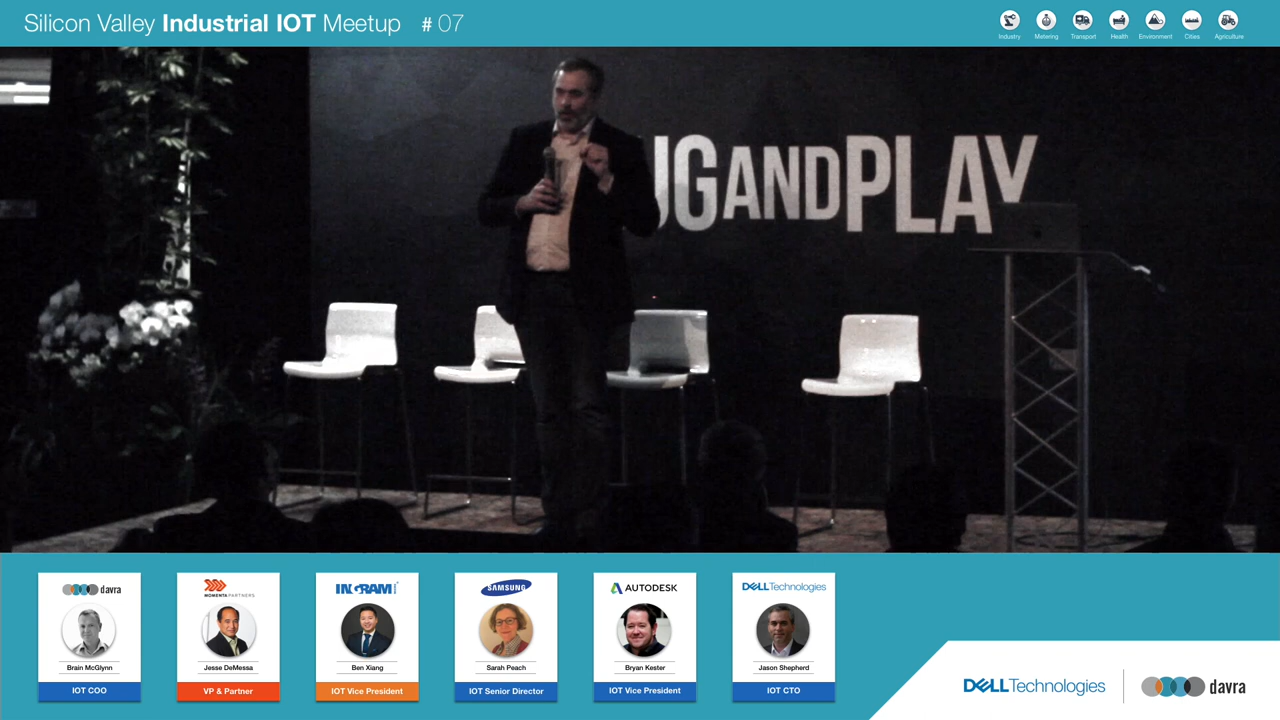 Silicon Valley Industrial IOT Meetup # 07
Industry Metering Transport Health Environment Cities Agriculture
UGANDPLAY
davra
MOMENTA PARTNERS
INGRAM
SAMSUNG
AUTODESK
DELL Technologies
Brain McGlynn
Jesse DeMessa
Ben Xiang
Sarah Peach
Bryan Kester
Jason Shepherd
IOT COO
VP & Partner
IOT Vice President
IOT Senior Director
IOT Vice President
IOT CTO
DELL Technologies
davra